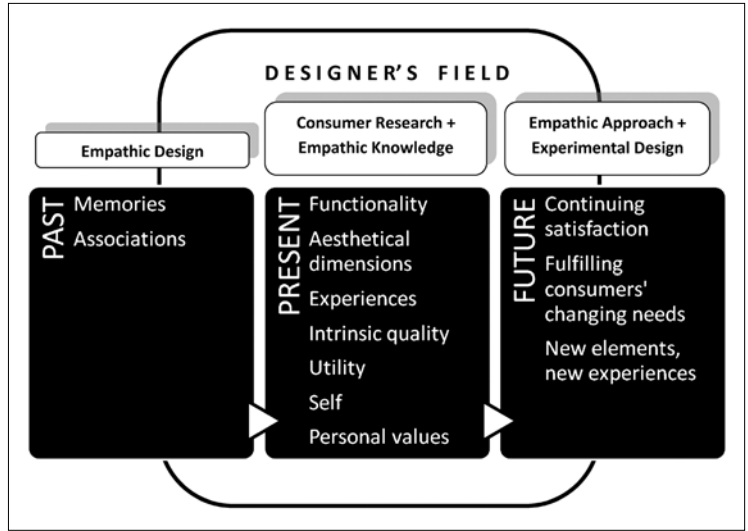 DESIGNER'S FIELD
Empathic Design
Consumer Research +
Empathic Knowledge
Empathic Approach +
Experimental Design
PAST
Memories
Associations
PRESENT
Functionality
Aesthetical
dimensions
Experiences
Intrinsic quality
Utility
Self
Personal values
FUTURE
Continuing
satisfaction
Fulfilling
consumers'
changing needs
New elements,
new experiences